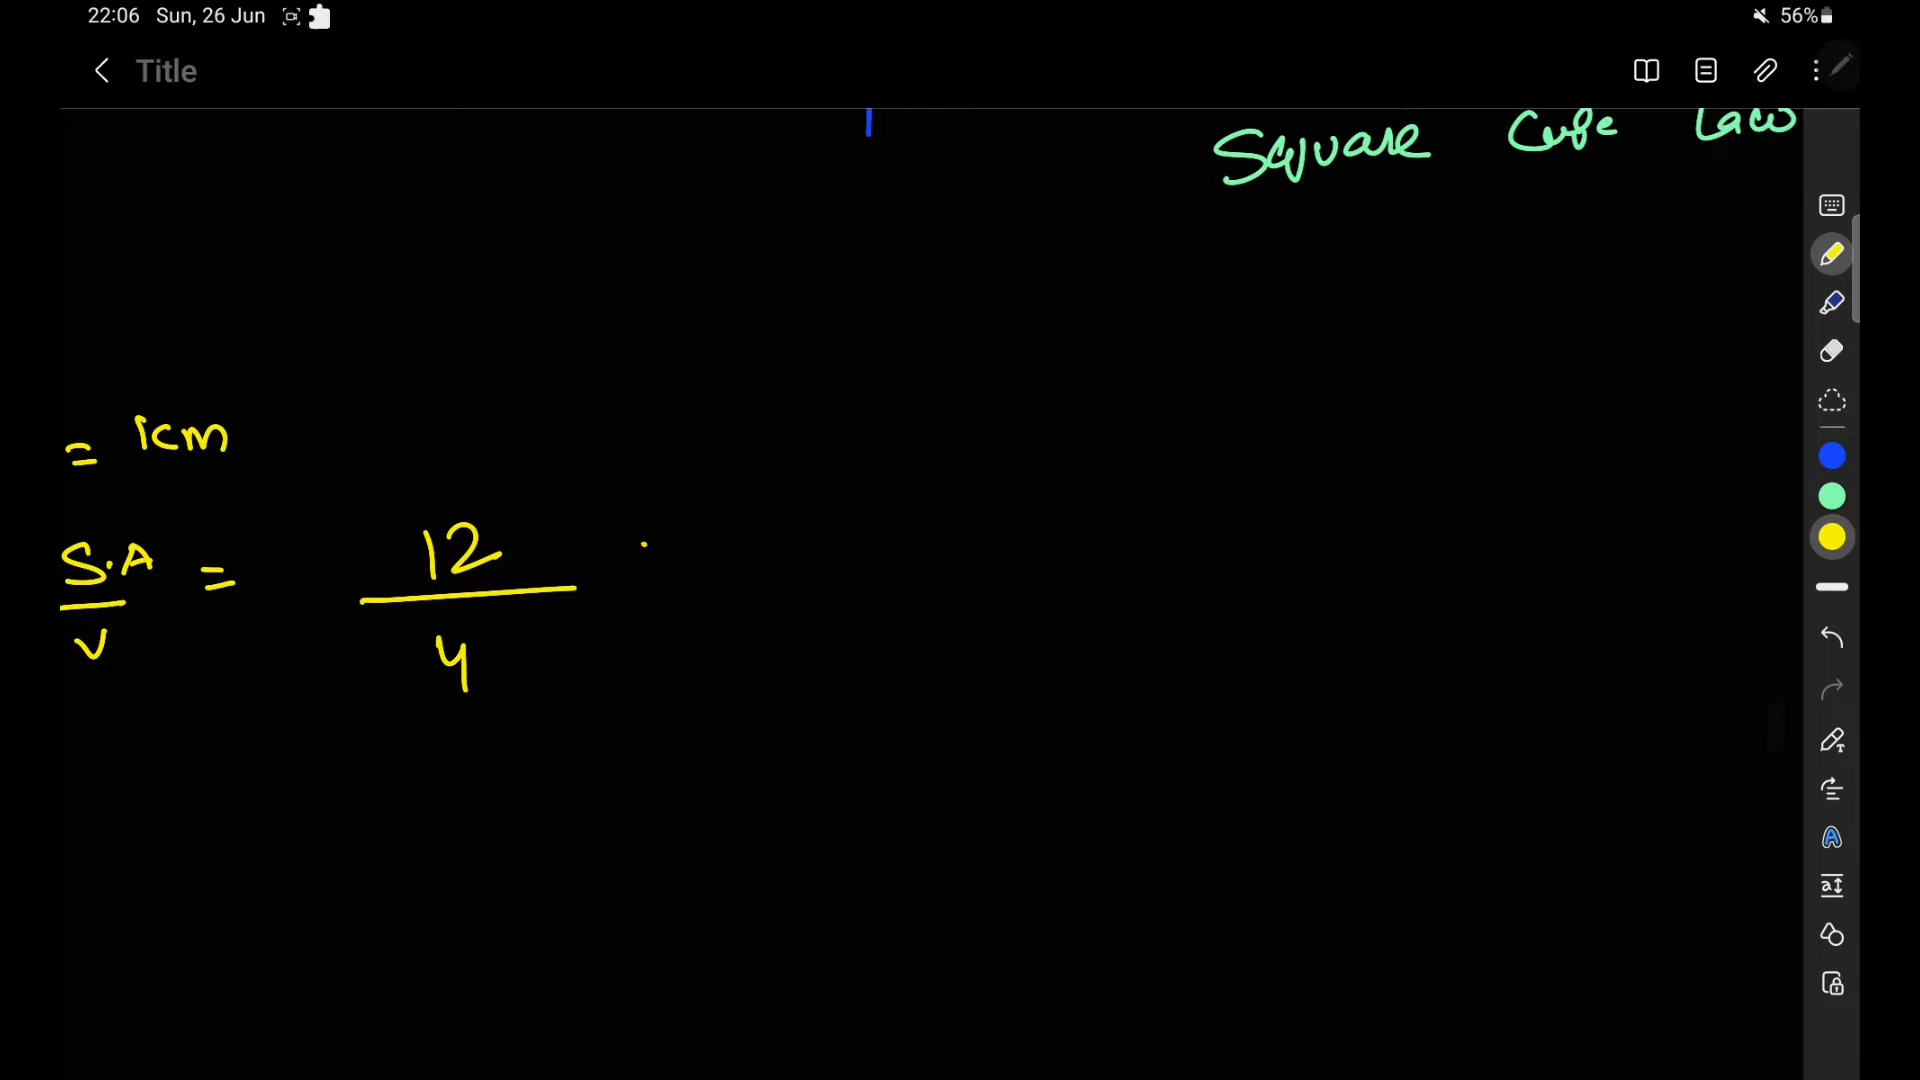 22:06 Sun, 26 Jun 56%
Title
Square Cube Law
= 1cm
S.A = 12
V 4